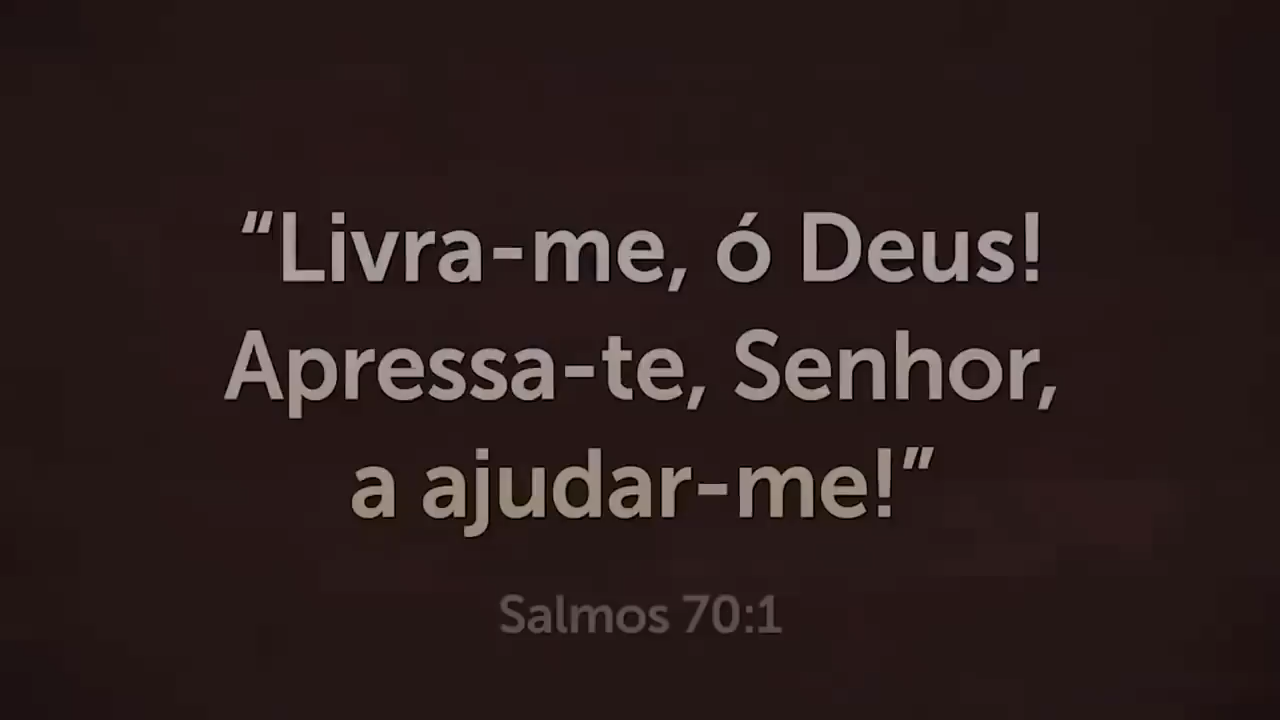 “Livra-me, ó Deus!
Apressa-te, Senhor,
a ajudar-me!”
Salmos 70:1